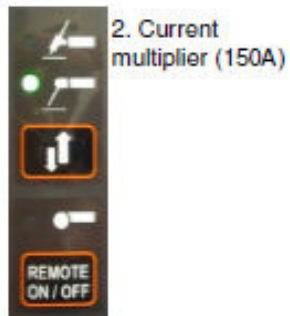 2. Current
multiplier (150A)
REMOTE
ON / OFF